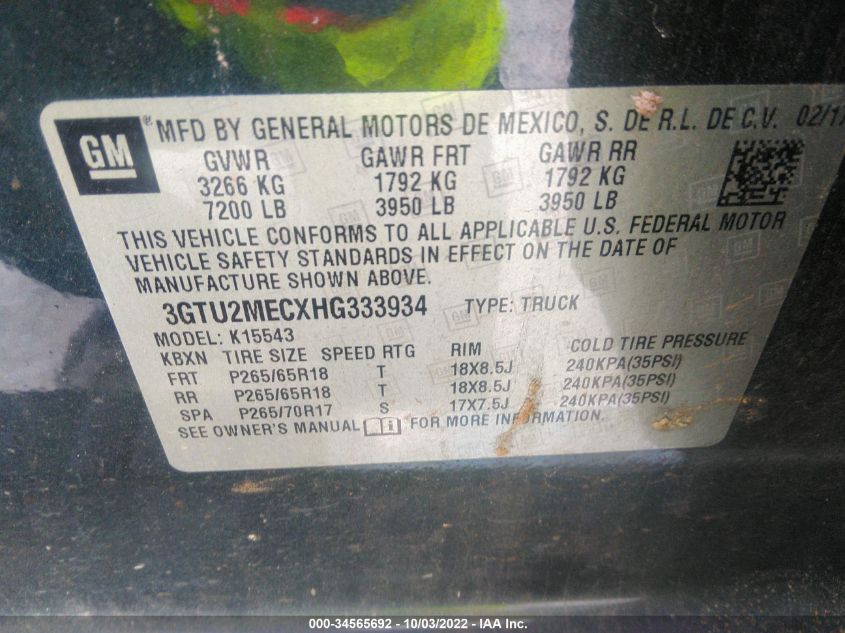 GM ® MFD BY GENERAL MOTORS DE MEXICO, S. DE R.L. DE C.V. 02/17
GVWR GAWR FRT GAWR RR
3266 KG 1792 KG 1792 KG
7200 LB 3950 LB 3950 LB
THIS VEHICLE CONFORMS TO ALL APPLICABLE U.S. FEDERAL MOTOR
VEHICLE SAFETY STANDARDS IN EFFECT ON THE DATE OF
MANUFACTURE SHOWN ABOVE.
3GTU2MECXHG333934 TYPE: TRUCK
MODEL: K15543
KBXN TIRE SIZE SPEED RTG RIM COLD TIRE PRESSURE
FRT P265/65R18 T 18X8.5J 240KPA(35PSI)
RR P265/65R18 T 18X8.5J 240KPA(35PSI)
SPA P265/70R17 S 17X7.5J 240KPA(35PSI)
SEE OWNER'S MANUAL i FOR MORE INFORMATION.
000-34565692 - 10/03/2022 - IAA Inc.